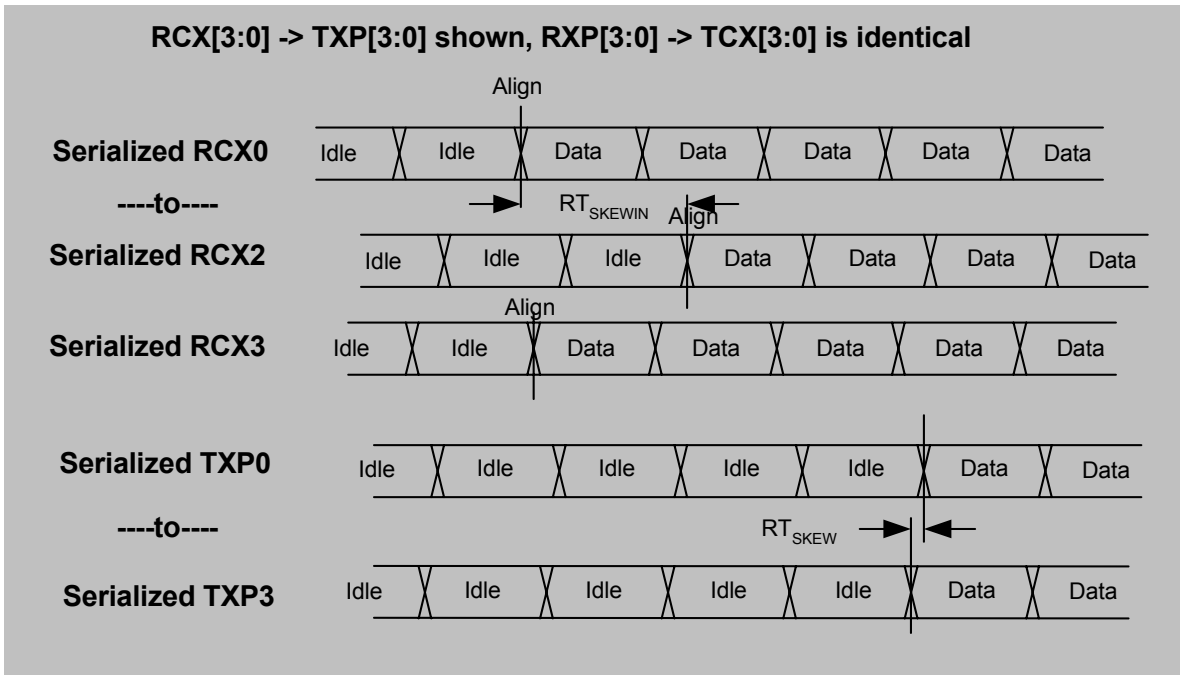 RCX[3:0] -> TXP[3:0] shown, RXP[3:0] -> TCX[3:0] is identical
Align
Serialized RCX0 Idle Idle Data Data Data Data Data
----to---- RTSKEWIN Align
Serialized RCX2 Idle Idle Idle Data Data Data Data
Align
Serialized RCX3 Idle Idle Data Data Data Data Data
Serialized TXP0 Idle Idle Idle Idle Idle Data Data
----to---- RTSKEW
Serialized TXP3 Idle Idle Idle Idle Idle Data Data